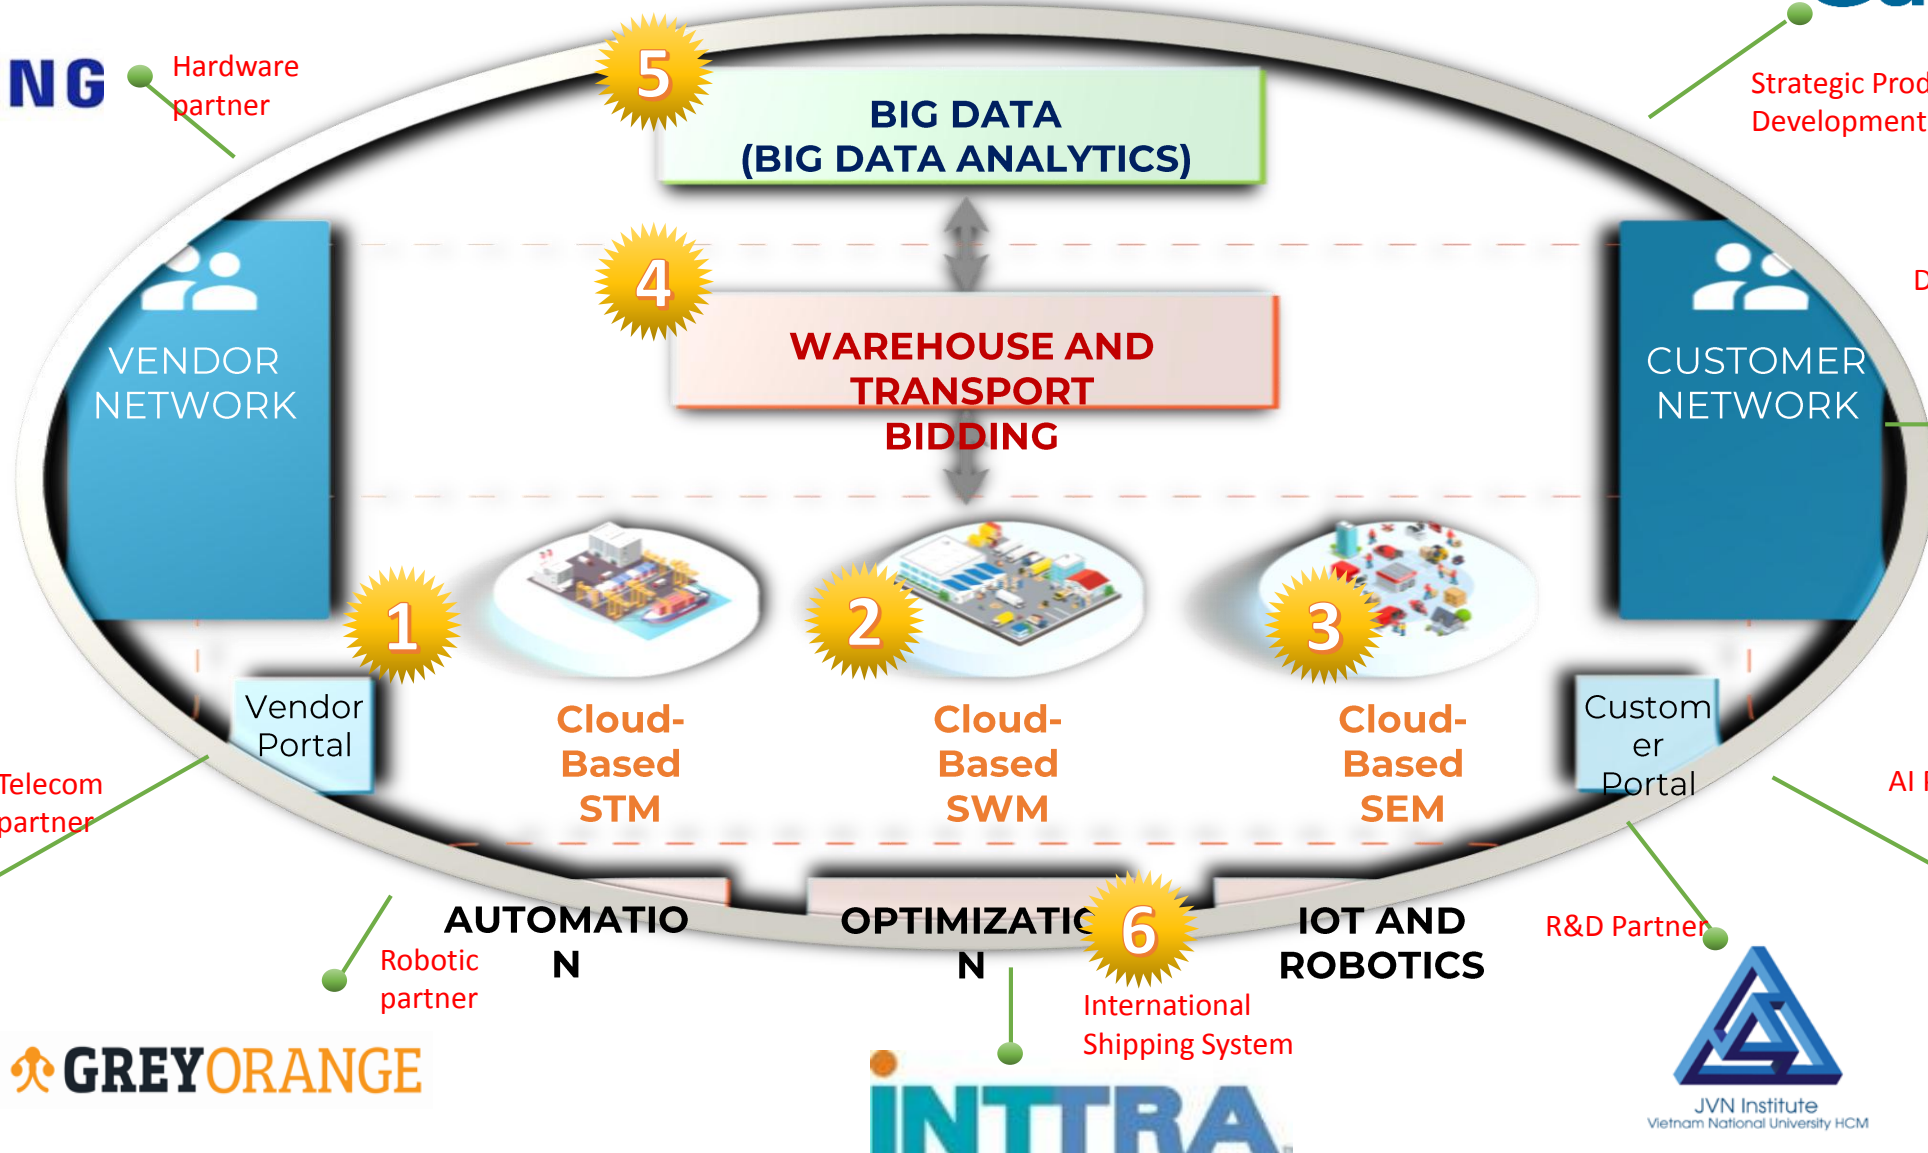 NG
Hardware
partner
5
BIG DATA
(BIG DATA ANALYTICS)
Strategic
Development
4
WAREHOUSE AND
TRANSPORT
BIDDING
VENDOR
NETWORK
CUSTOMER
NETWORK
1
2
3
Vendor
Portal
Cloud-
Based
STM
Cloud-
Based
SWM
Cloud-
Based
SEM
Custom
er
Portal
Telecom
partner
AI
AUTOMATIO
N
OPTIMIZATIO
N
6
IOT AND
ROBOTICS
R&D Partner
Robotic
partner
International
Shipping System
GREYORANGE
INTTRA
JVN Institute
Vietnam National University HCM